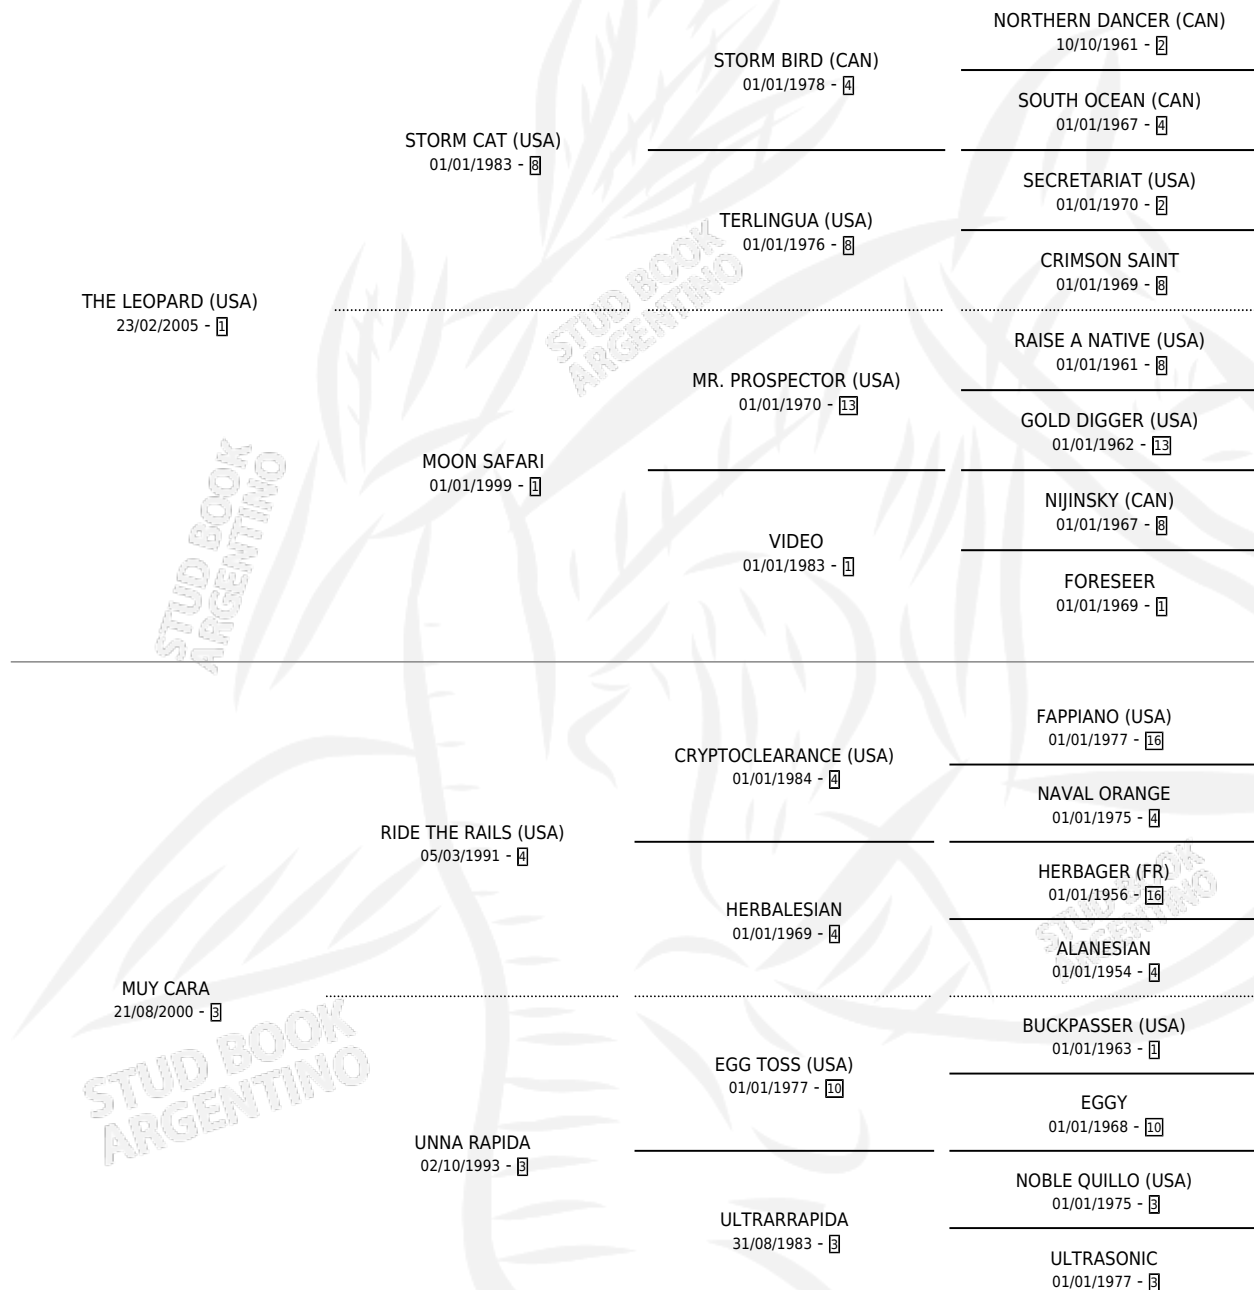 NORTHERN DANCER (CAN)
10/10/1961 - 2
STORM BIRD (CAN)
01/01/1978 - 4
SOUTH OCEAN (CAN)
01/01/1967 - 4
STORM CAT (USA)
01/01/1983 - 8
SECRETARIAT (USA)
01/01/1970 - 2
TERLINGUA (USA)
01/01/1976 - 8
CRIMSON SAINT
01/01/1969 - 8
THE LEOPARD (USA)
23/02/2005 - 1
STUD BOOK
ARGENTINO
RAISE A NATIVE (USA)
01/01/1961 - 8
MR. PROSPECTOR (USA)
01/01/1970 - 13
GOLD DIGGER (USA)
01/01/1962 - 13
MOON SAFARI
01/01/1999 - 1
NIJINSKY (CAN)
01/01/1967 - 8
VIDEO
01/01/1983 - 1
FORESEER
01/01/1969 - 1
STUD BOOK
ARGENTINO
FAPPIANO (USA)
01/01/1977 - 16
CRYPTOCLEARANCE (USA)
01/01/1984 - 4
NAVAL ORANGE
01/01/1975 - 4
RIDE THE RAILS (USA)
05/03/1991 - 4
HERBAGER (FR)
01/01/1956 - 16
STUD BOOK
ARGENTINO
HERBALESIAN
01/01/1969 - 4
ALANESIAN
01/01/1954 - 4
MUY CARA
21/08/2000 - 3
STUD BOOK
ARGENTINO
BUCKPASSER (USA)
01/01/1963 - 1
EGG TOSS (USA)
01/01/1977 - 10
EGGY
01/01/1968 - 10
UNNA RAPIDA
02/10/1993 - 3
NOBLE QUILLO (USA)
01/01/1975 - 3
ULTRARRAPIDA
31/08/1983 - 3
ULTRASONIC
01/01/1977 - 3